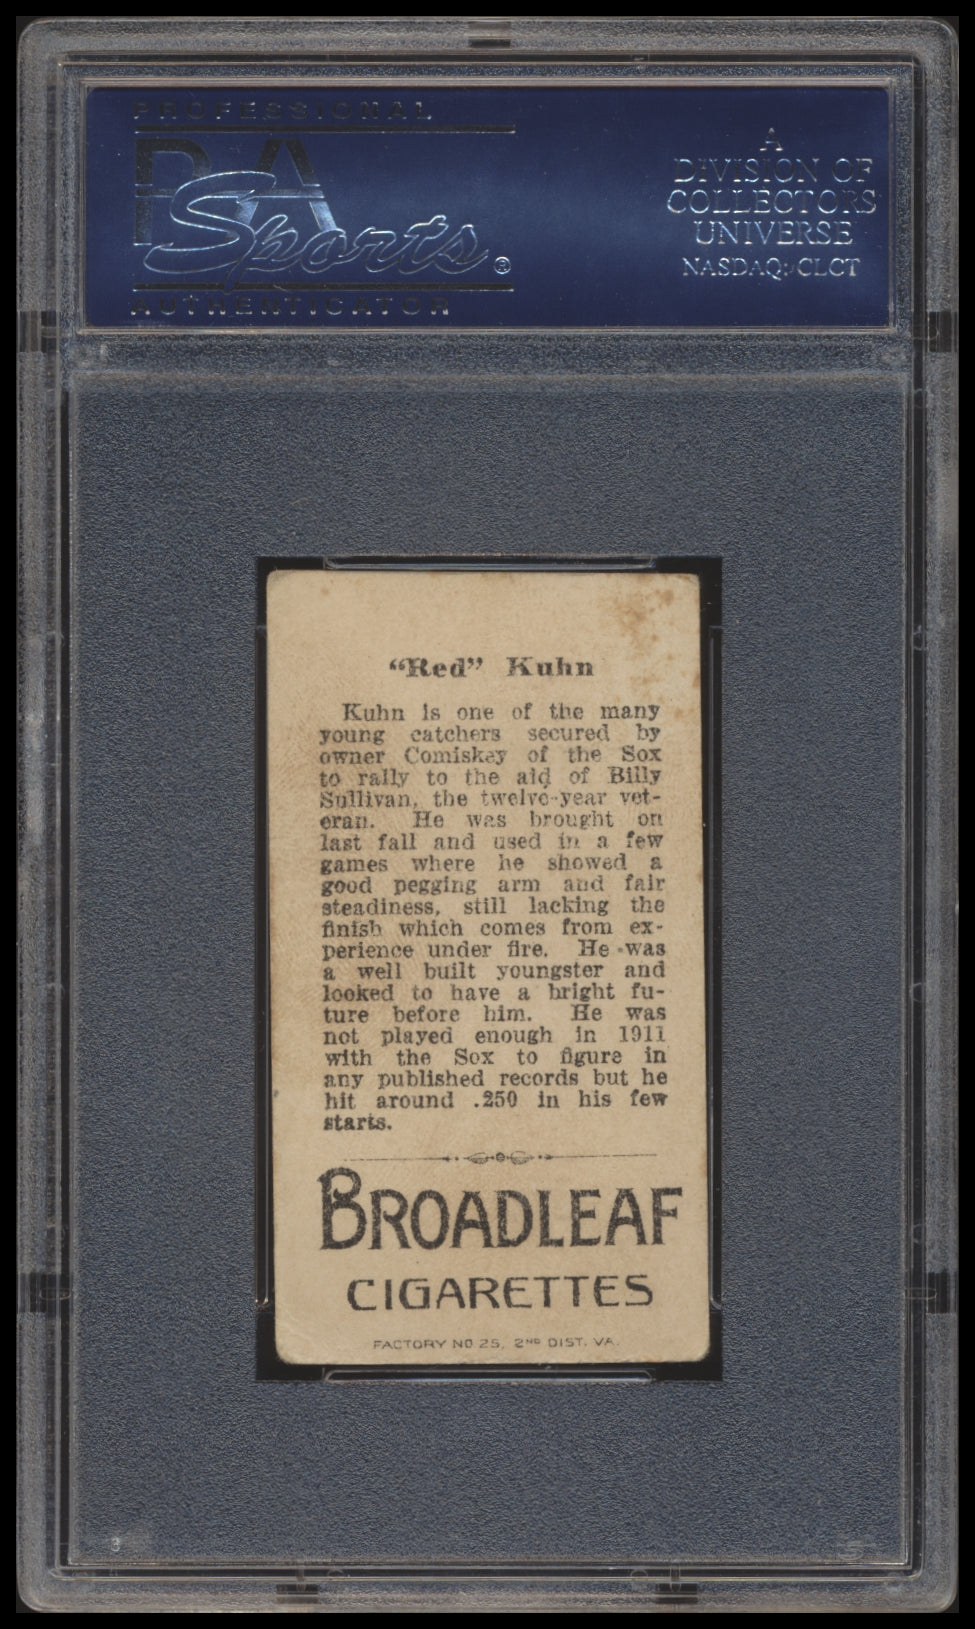 PROFESSIONAL
PSA
Sports®
AUTHENTICATOR
A
DIVISION OF
COLLECTORS
UNIVERSE
NASDAQ: CLCT
“Red” Kuhn
Kuhn is one of the many
young catchers secured by
owner Comiskey of the Sox
to rally to the aid of Billy
Sullivan, the twelve-year vet-
eran. He was brought on
last fall and used in a few
games where he showed a
good pegging arm and fair
steadiness, still lacking the
finish which comes from ex-
perience under fire. He was
a well built youngster and
looked to have a bright fu-
ture before him. He was
not played enough in 1911
with the Sox to figure in
any published records but he
hit around .250 in his few
starts.
BROADLEAF
CIGARETTES
FACTORY NO 25, 2ND DIST. VA.
3